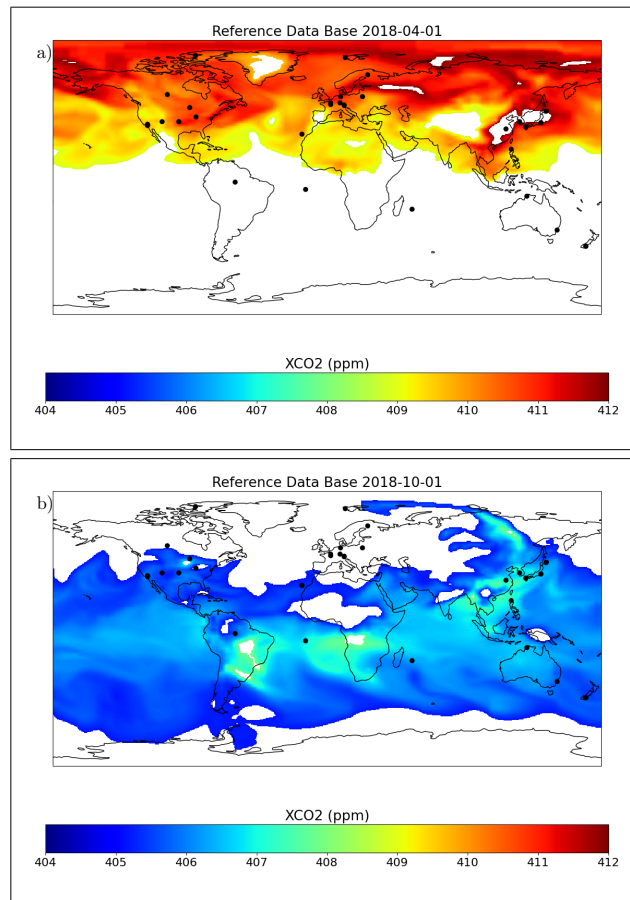 Reference Data Base 2018-04-01
a)
XCO2 (ppm)
404 405 406 407 408 409 410 411 412
Reference Data Base 2018-10-01
b)
XCO2 (ppm)
404 405 406 407 408 409 410 411 412